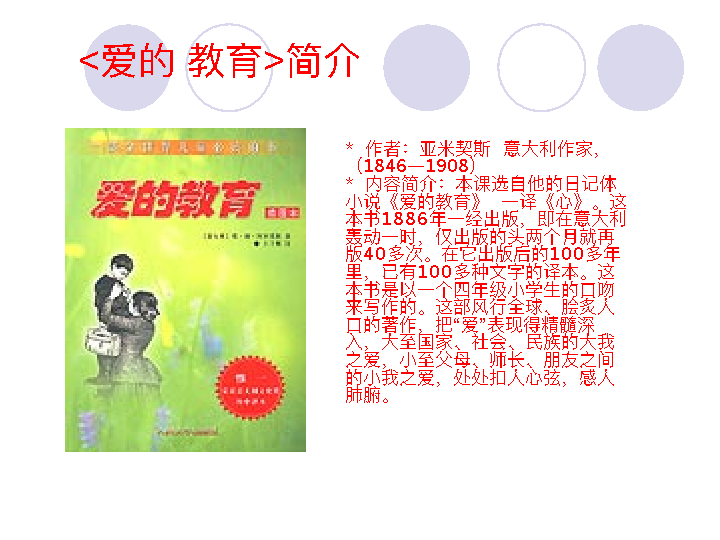 <爱的 教育>简介
爱的教育
* 作者：亚米契斯  意大利作家，
（1846—1908）
* 内容简介：本课选自他的日记体
小说《爱的教育》  一译《心》。这
本书1886年一经出版，即在意大利
轰动一时，仅出版的头两个月就再
版40多次。在它出版后的100多年
里，已有100多种文字的译本。这
本书是以一个四年级小学生的口吻
来写作的。这部风行全球、脍炙人
口的著作，把“爱”表现得精髓深
入，大至国家、社会、民族的大我
之爱，小至父母、师长、朋友之间
的小我之爱，处处扣人心弦，感人
肺腑。